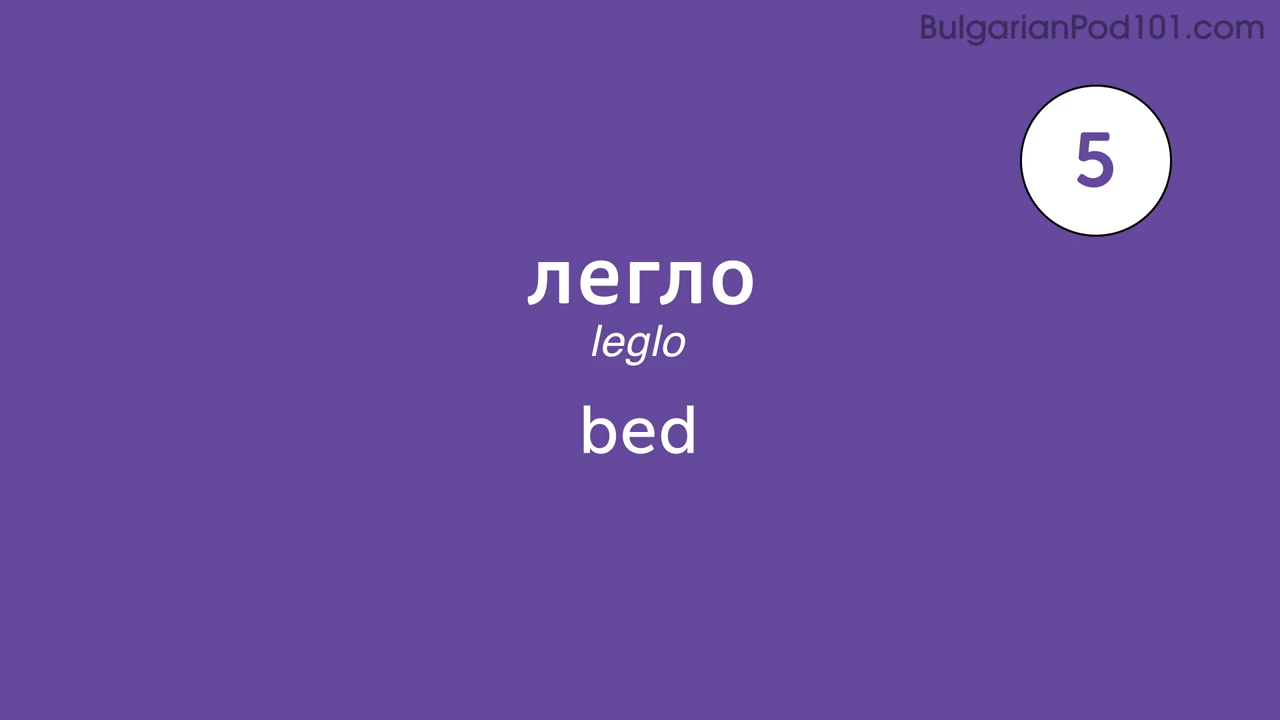 BulgarianPod101.com
5
легло
leglo
bed